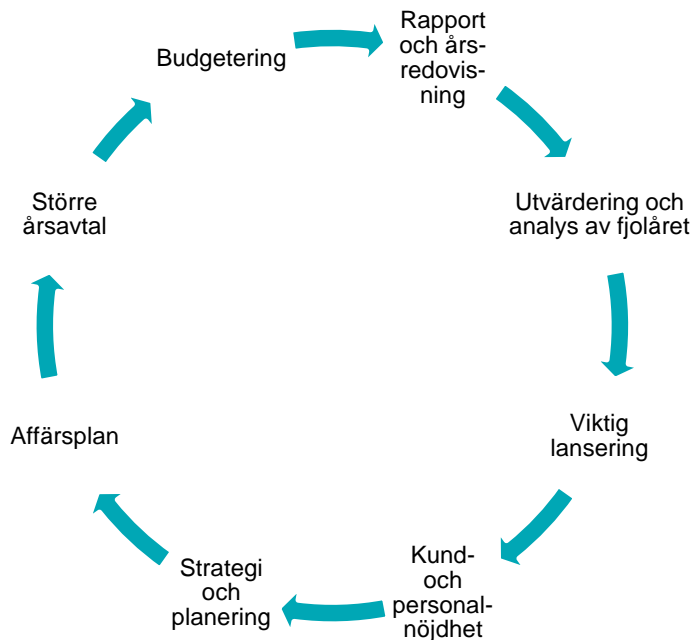 Budgetering
Rapport
och års-
redovis-
ning
Utvärdering och
analys av fjolåret
Viktig
lansering
Kund-
och
personal-
nöjdhet
Strategi
och
planering
Affärsplan
Större
årsavtal